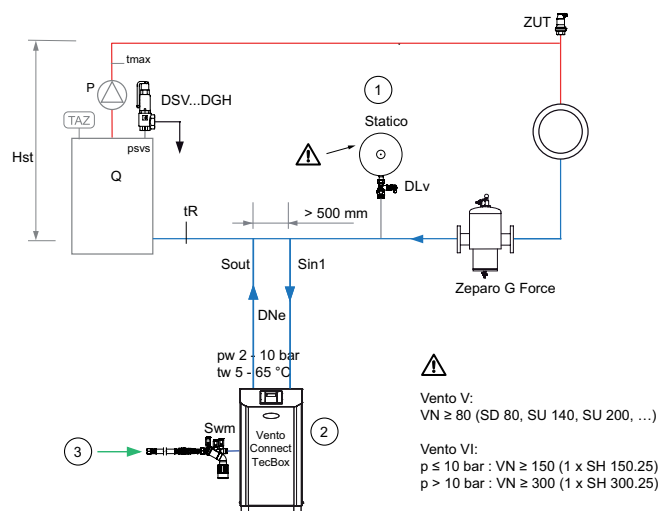 ZUT
tmax
P
DSV...DGH
1
TAZ
Statico
psvs
Hst
Q
DLv
tR
> 500 mm
Sout
Sin1
Zeparo G Force
DNe
pw 2 - 10 bar
tw 5 - 65 °C
Swm
Vento
Connect
TecBox
2
3
Vento V:
VN ≥ 80 (SD 80, SU 140, SU 200, …)
Vento VI:
p ≤ 10 bar : VN ≥ 150 (1 x SH 150.25)
p > 10 bar : VN ≥ 300 (1 x SH 300.25)